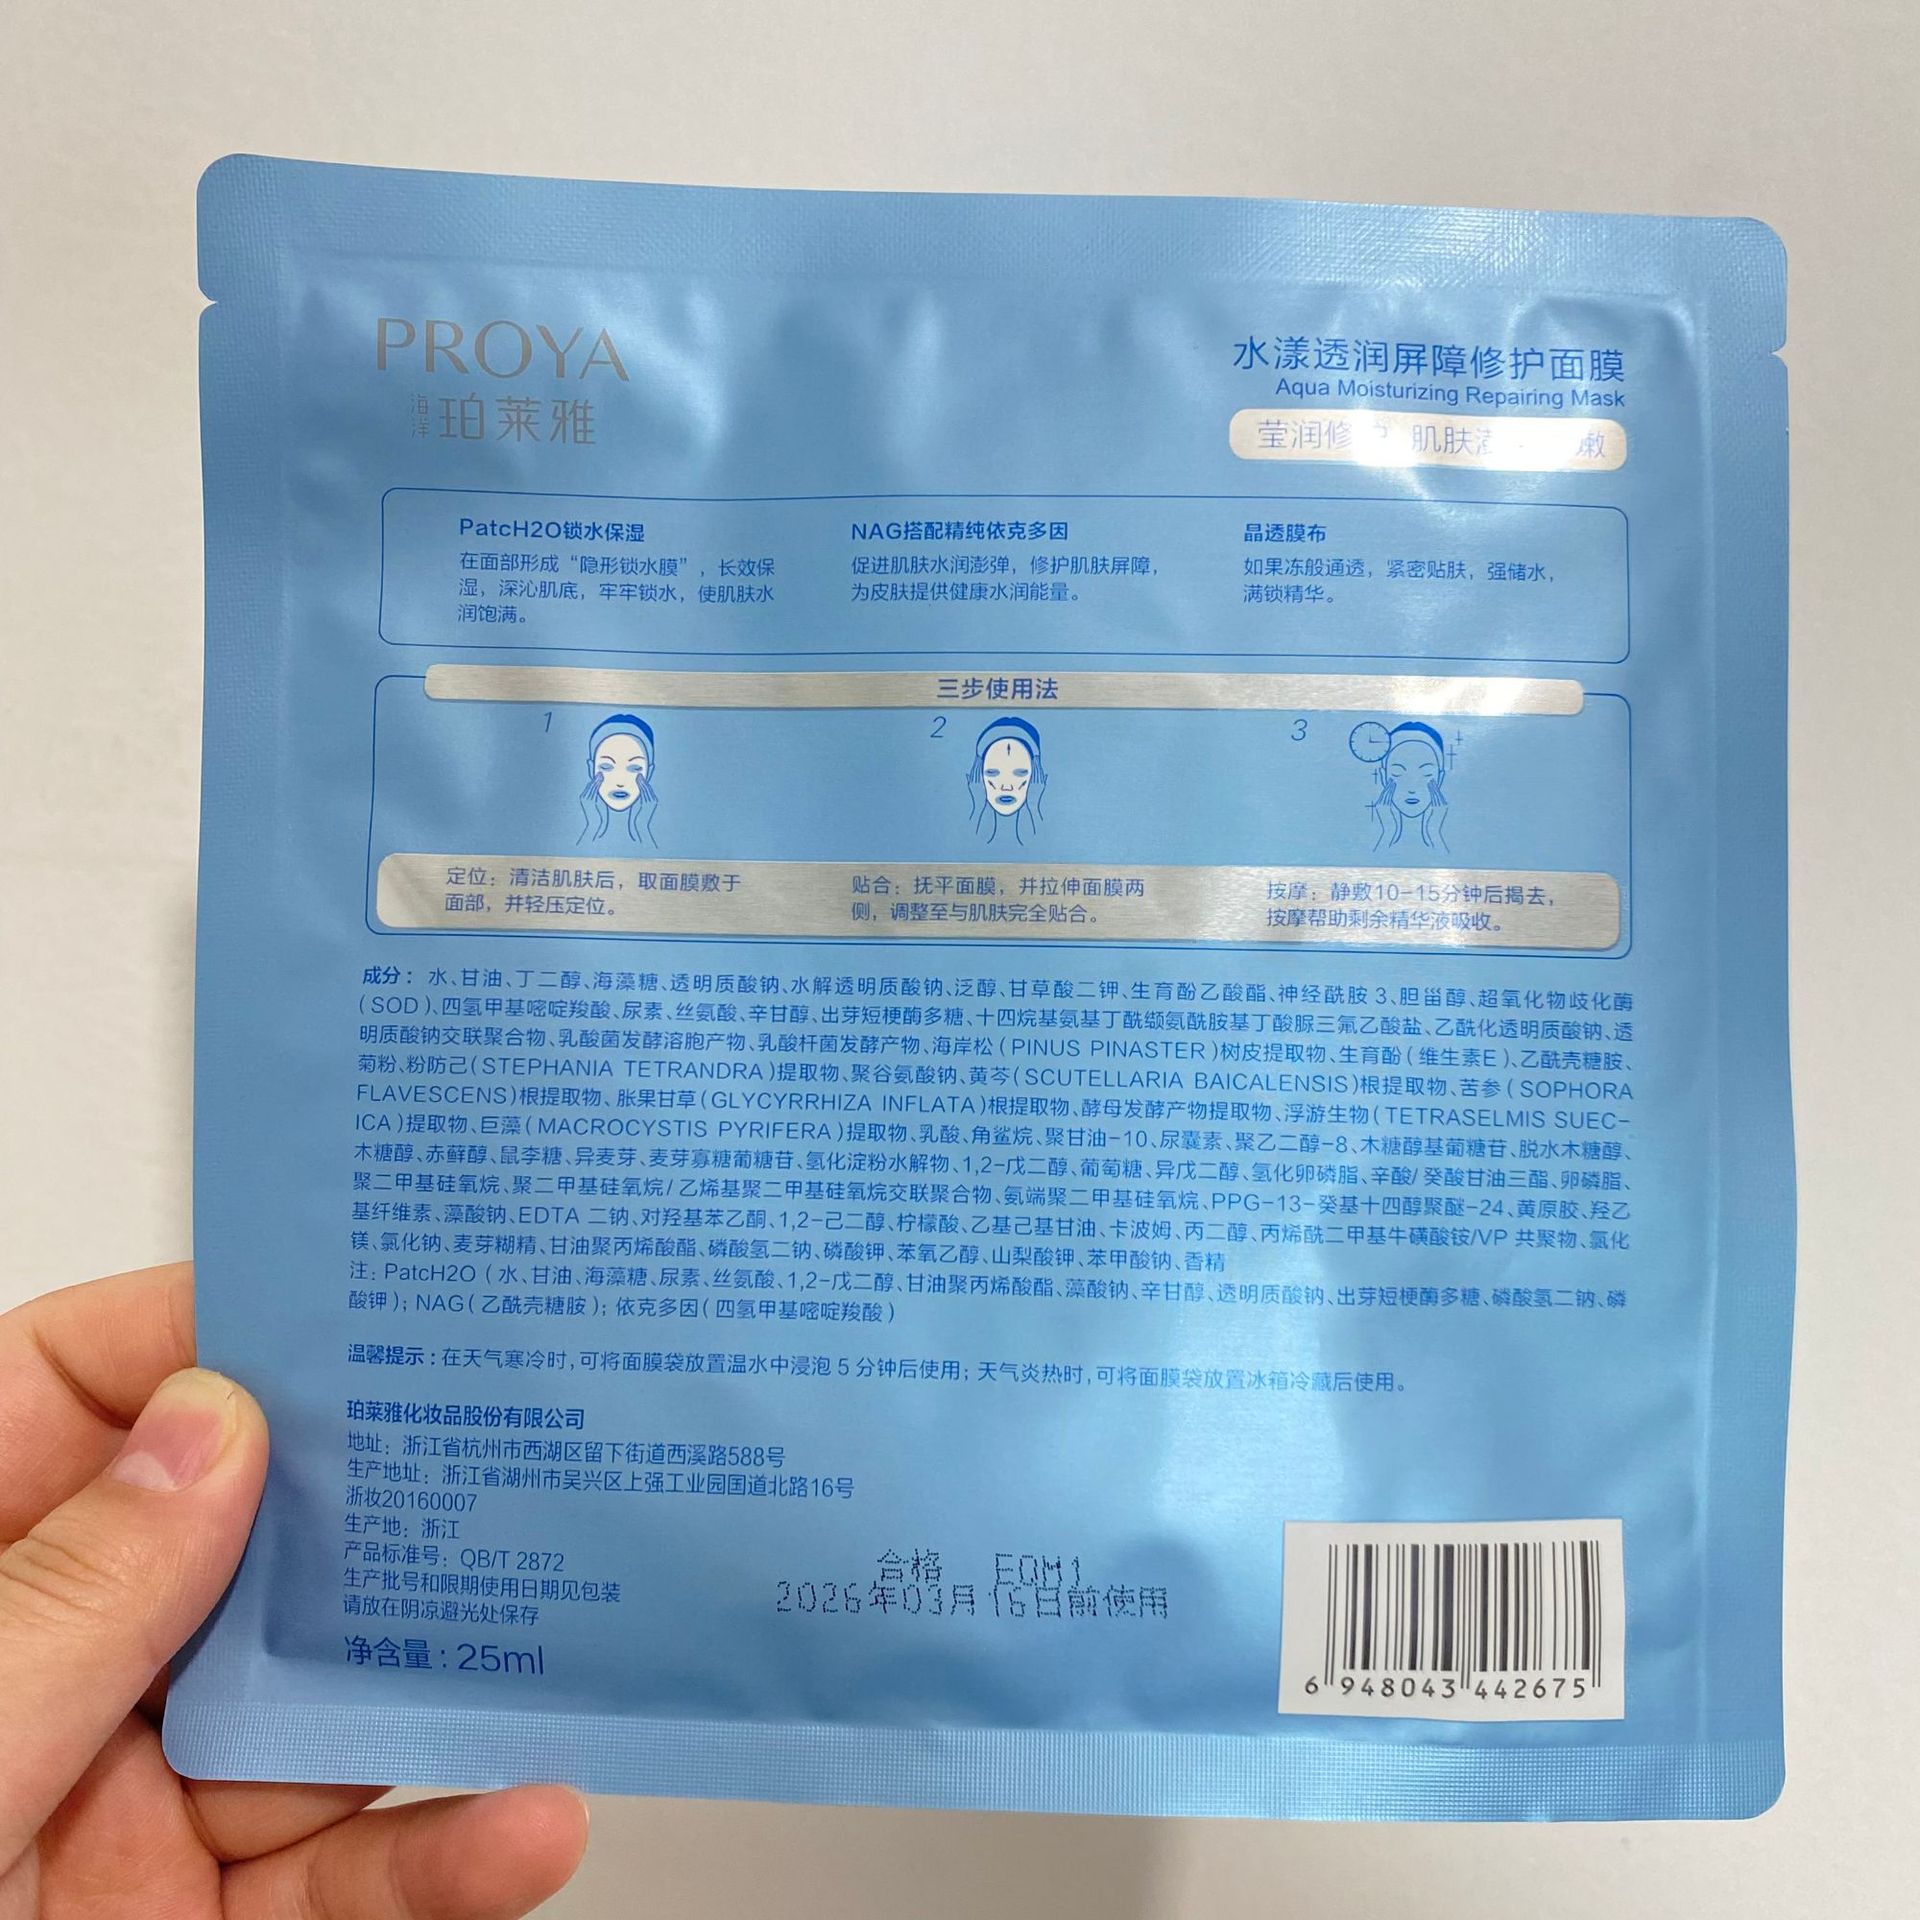 PROYA
海洋 珀莱雅
水漾透润屏障修护面膜
Aqua Moisturizing Repairing Mask
莹润修 肌肤 嫩
PatcH2O锁水保湿
在面部形成“隐形锁水膜”，长效保
湿，深沁肌底，牢牢锁水，使肌肤水
润饱满。
NAG搭配精纯依克多因
促进肌肤水润澎弹，修护肌肤屏障，
为皮肤提供健康水润能量。
晶透膜布
如果冻般通透，紧密贴肤，强储水，
满锁精华。
三步使用法
1
2
3
定位：清洁肌肤后，取面膜敷于
面部，并轻压定位。
贴合：抚平面膜，并拉伸面膜两
侧，调整至与肌肤完全贴合。
按摩：静敷10-15分钟后揭去，
按摩帮助剩余精华液吸收。
成分：水、甘油、丁二醇、海藻糖、透明质酸钠、水解透明质酸钠、泛醇、甘草酸二钾、生育酚乙酸酯、神经酰胺 3、胆甾醇、超氧化物歧化酶
(SOD)、四氢甲基嘧啶羧酸、尿素、丝氨酸、辛甘醇、出芽短梗酶多糖、十四烷基氨基丁酰缬氨酰胺基丁酸脲三氟乙酸盐、乙酰化透明质酸钠、透
明质酸钠交联聚合物、乳酸菌发酵溶胞产物、乳酸杆菌发酵产物、海岸松(PINUS PINASTER)树皮提取物、生育酚(维生素E)、乙酰壳糖胺、
菊粉、粉防己(STEPHANIA TETRANDRA)提取物、聚谷氨酸钠、黄芩(SCUTELLARIA BAICALENSIS)根提取物、苦参(SOPHORA
FLAVESCENS)根提取物、胀果甘草(GLYCYRRHIZA INFLATA)根提取物、酵母发酵产物提取物、浮游生物(TETRASELMIS SUEC-
ICA)提取物、巨藻(MACROCYSTIS PYRIFERA)提取物、乳酸、角鲨烷、聚甘油-10、尿囊素、聚乙二醇-8、木糖醇基葡糖苷、脱水木糖醇、
木糖醇、赤藓醇、鼠李糖、异麦芽、麦芽寡糖葡糖苷、氢化淀粉水解物、1,2-戊二醇、葡萄糖、异戊二醇、氢化卵磷脂、辛酸/癸酸甘油三酯、卵磷脂、
聚二甲基硅氧烷、聚二甲基硅氧烷/乙烯基聚二甲基硅氧烷交联聚合物、氨端聚二甲基硅氧烷、PPG-13-癸基十四醇聚醚-24、黄原胶、羟乙
基纤维素、藻酸钠、EDTA 二钠、对羟基苯乙酮、1,2-己二醇、柠檬酸、乙基己基甘油、卡波姆、丙二醇、丙烯酰二甲基牛磺酸铵/VP 共聚物、氯化
镁、氯化钠、麦芽糊精、甘油聚丙烯酸酯、磷酸氢二钠、磷酸钾、苯氧乙醇、山梨酸钾、苯甲酸钠、香精
注：PatcH2O（水、甘油、海藻糖、尿素、丝氨酸、1,2-戊二醇、甘油聚丙烯酸酯、藻酸钠、辛甘醇、透明质酸钠、出芽短梗酶多糖、磷酸氢二钠、磷
酸钾）；NAG（乙酰壳糖胺）；依克多因（四氢甲基嘧啶羧酸）
温馨提示：在天气寒冷时，可将面膜袋放置温水中浸泡 5 分钟后使用；天气炎热时，可将面膜袋放置冰箱冷藏后使用。
珀莱雅化妆品股份有限公司
地址：浙江省杭州市西湖区留下街道西溪路588号
生产地址：浙江省湖州市吴兴区上强工业园国道北路16号
浙妆20160007
生产地：浙江
产品标准号：QB/T 2872
生产批号和限期使用日期见包装
请放在阴凉避光处保存
净含量：25ml
合格 EQM1
2026年03月16日前使用
6 948043 442675